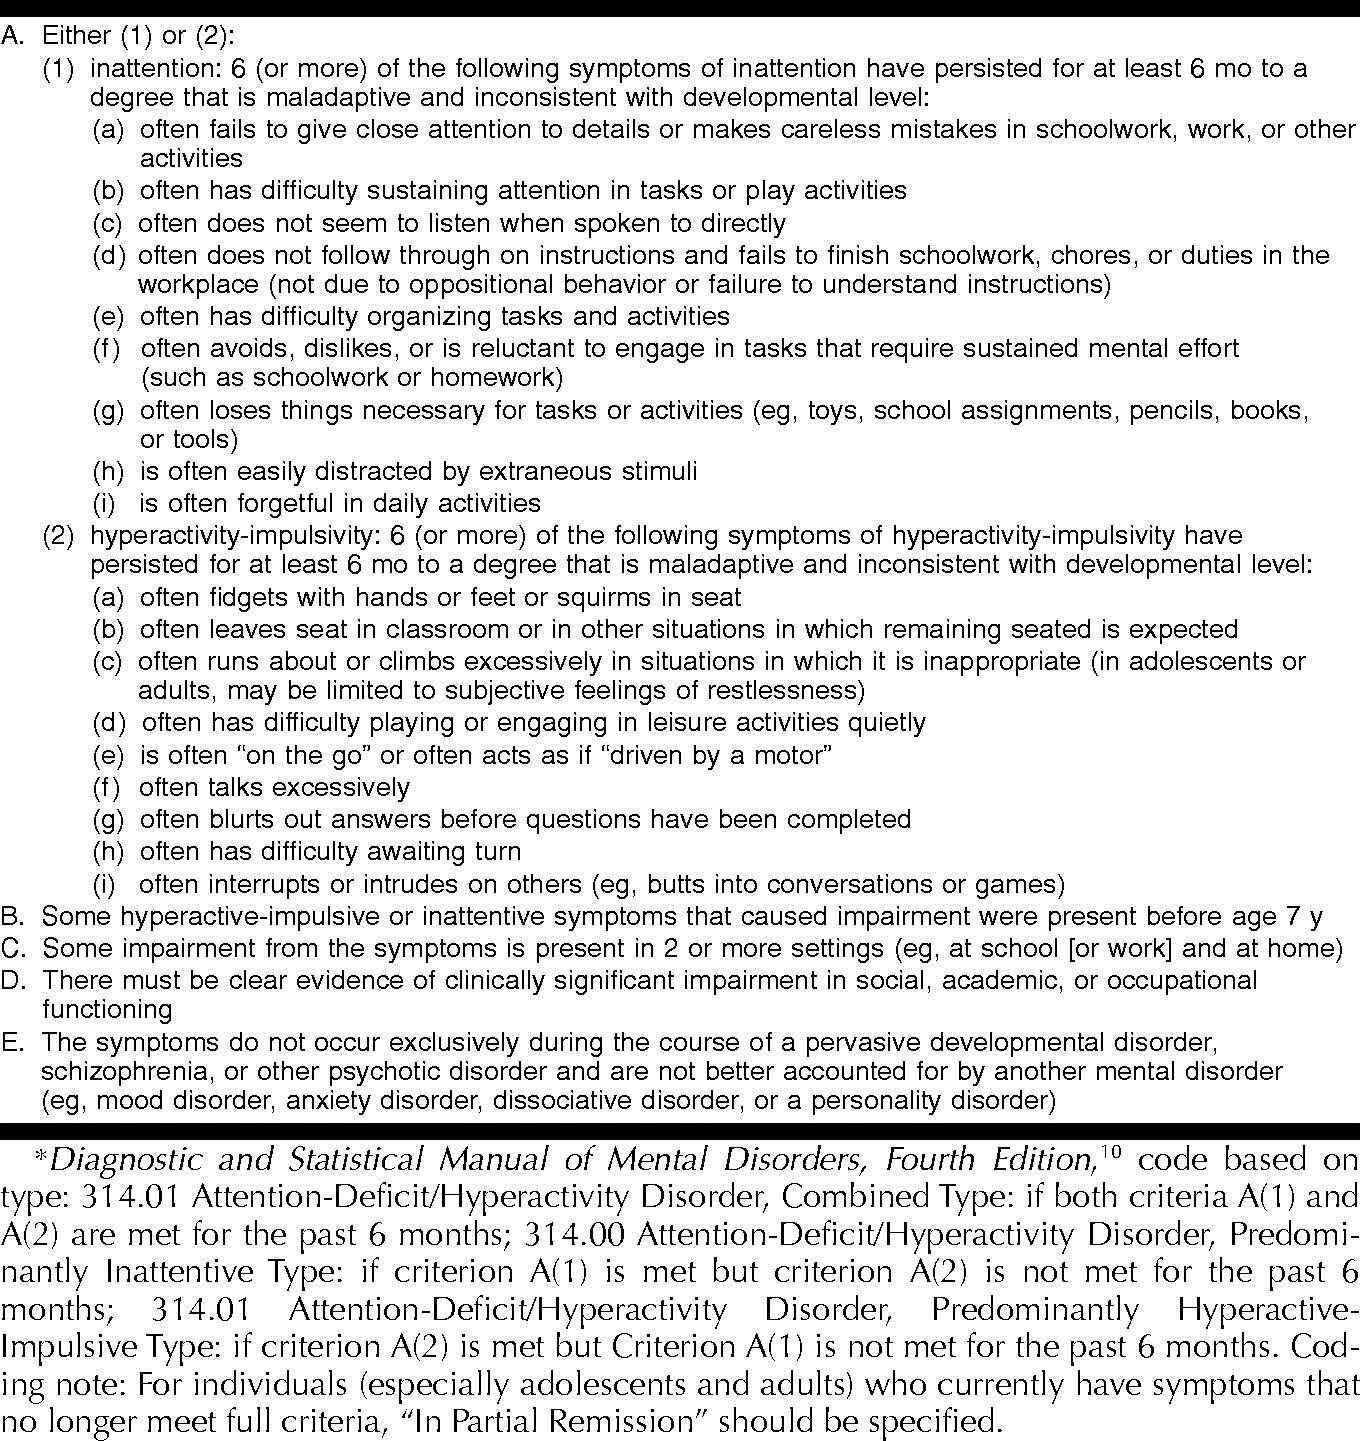 A. Either (1) or (2):
(1) inattention: 6 (or more) of the following symptoms of inattention have persisted for at least 6 mo to a
degree that is maladaptive and inconsistent with developmental level:
(a) often fails to give close attention to details or makes careless mistakes in schoolwork, work, or other
activities
(b) often has difficulty sustaining attention in tasks or play activities
(c) often does not seem to listen when spoken to directly
(d) often does not follow through on instructions and fails to finish schoolwork, chores, or duties in the
workplace (not due to oppositional behavior or failure to understand instructions)
(e) often has difficulty organizing tasks and activities
(f) often avoids, dislikes, or is reluctant to engage in tasks that require sustained mental effort
(such as schoolwork or homework)
(g) often loses things necessary for tasks or activities (eg, toys, school assignments, pencils, books,
or tools)
(h) is often easily distracted by extraneous stimuli
(i) is often forgetful in daily activities
(2) hyperactivity-impulsivity: 6 (or more) of the following symptoms of hyperactivity-impulsivity have
persisted for at least 6 mo to a degree that is maladaptive and inconsistent with developmental level:
(a) often fidgets with hands or feet or squirms in seat
(b) often leaves seat in classroom or in other situations in which remaining seated is expected
(c) often runs about or climbs excessively in situations in which it is inappropriate (in adolescents or
adults, may be limited to subjective feelings of restlessness)
(d) often has difficulty playing or engaging in leisure activities quietly
(e) is often “on the go” or often acts as if “driven by a motor”
(f) often talks excessively
(g) often blurts out answers before questions have been completed
(h) often has difficulty awaiting turn
(i) often interrupts or intrudes on others (eg, butts into conversations or games)
B. Some hyperactive-impulsive or inattentive symptoms that caused impairment were present before age 7 y
C. Some impairment from the symptoms is present in 2 or more settings (eg, at school [or work] and at home)
D. There must be clear evidence of clinically significant impairment in social, academic, or occupational
functioning
E. The symptoms do not occur exclusively during the course of a pervasive developmental disorder,
schizophrenia, or other psychotic disorder and are not better accounted for by another mental disorder
(eg, mood disorder, anxiety disorder, dissociative disorder, or a personality disorder)
*Diagnostic and Statistical Manual of Mental Disorders, Fourth Edition,¹⁰ code based on
type: 314.01 Attention-Deficit/Hyperactivity Disorder, Combined Type: if both criteria A(1) and
A(2) are met for the past 6 months; 314.00 Attention-Deficit/Hyperactivity Disorder, Predomi-
nantly Inattentive Type: if criterion A(1) is met but criterion A(2) is not met for the past 6
months; 314.01 Attention-Deficit/Hyperactivity Disorder, Predominantly Hyperactive-
Impulsive Type: if criterion A(2) is met but Criterion A(1) is not met for the past 6 months. Cod-
ing note: For individuals (especially adolescents and adults) who currently have symptoms that
no longer meet full criteria, “In Partial Remission” should be specified.